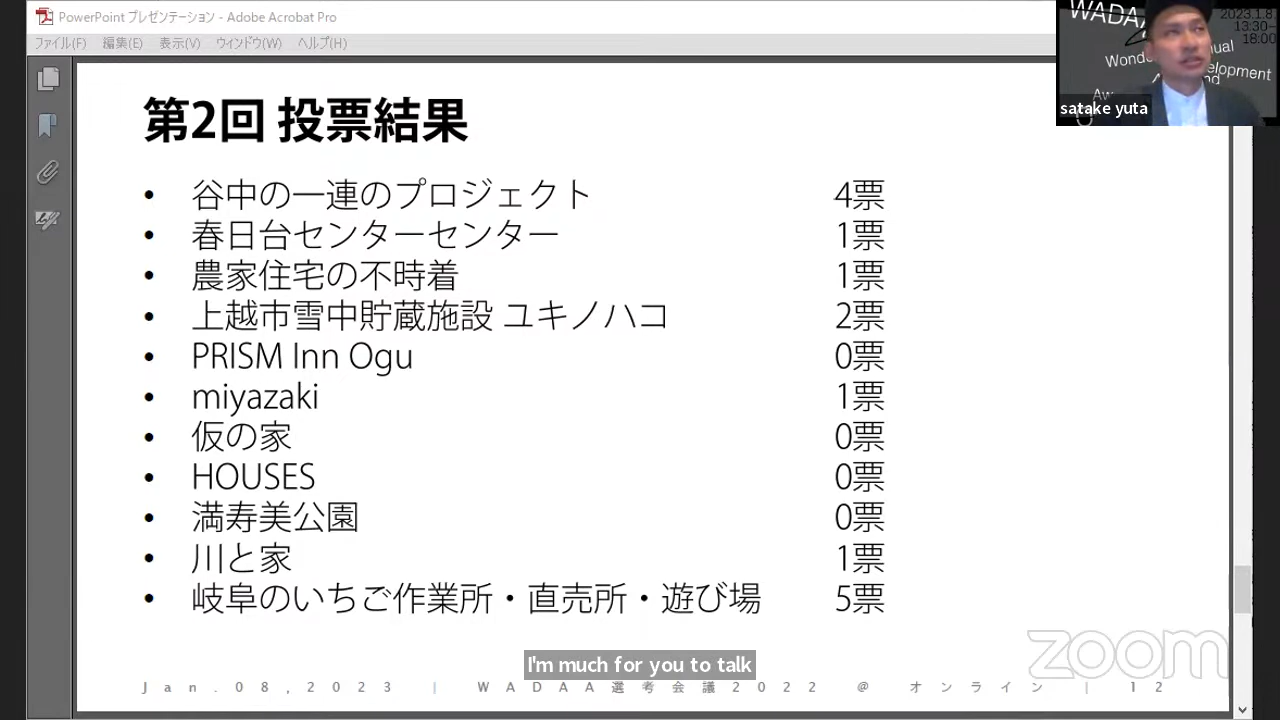 PowerPoint プレゼンテーション - Adobe Acrobat Pro
ファイル(F) 編集(E) 表示(V) ウィンドウ(W) ヘルプ(H)
2023.1.8
13:30-
18:00
satake yuta
第2回 投票結果
• 谷中の一連のプロジェクト 4票
• 春日台センターセンター 1票
• 農家住宅の不時着 1票
• 上越市雪中貯蔵施設 ユキノハコ 2票
• PRISM Inn Ogu 0票
• miyazaki 1票
• 仮の家 0票
• HOUSES 0票
• 満寿美公園 0票
• 川と家 1票
• 岐阜のいちご作業所・直売所・遊び場 5票
zoom
I'm much for you to talk
Jan.08,2023 | WADAA選考会議2022 @ オンライン | 12